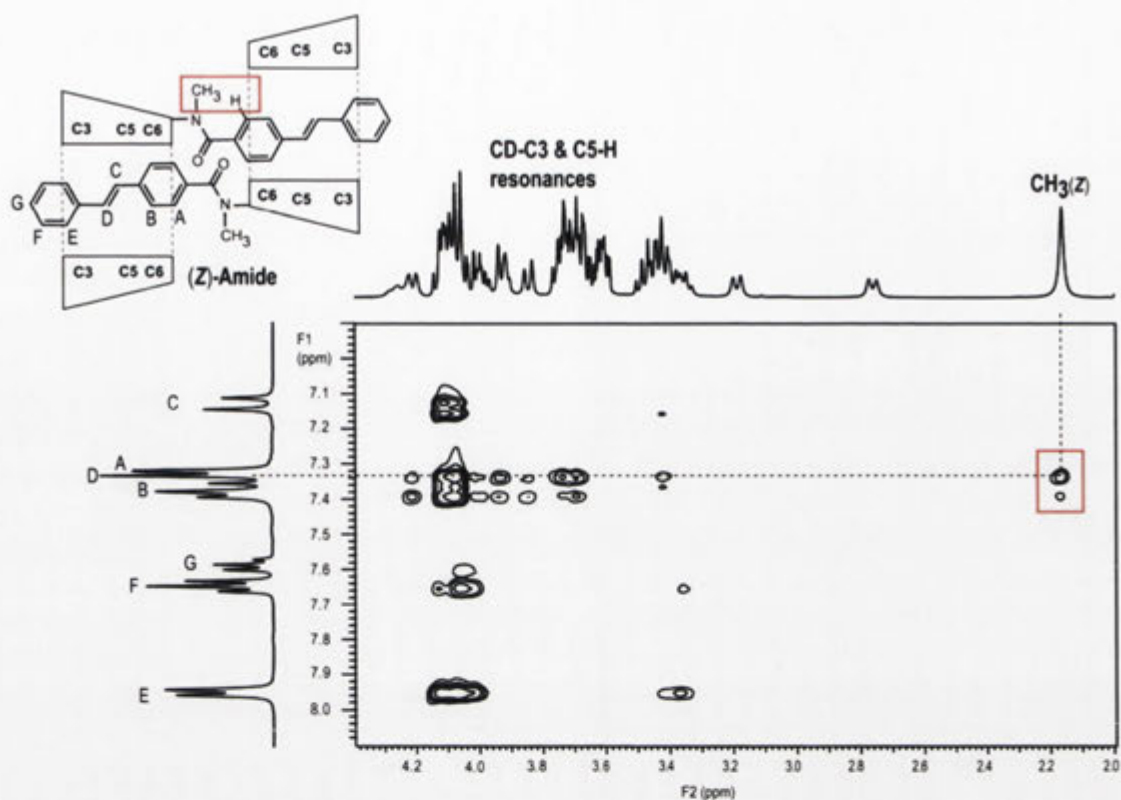 C6 C5 C3
CH3 H
N
C3 C5 C6
O
O
C
C6 C5 C3
G
N
D B A
F E
CH3
C3 C5 C6
(Z)-Amide
CD-C3 & C5-H
resonances
CH3(Z)
F1
(ppm)
C
7.1
7.2
A
7.3
D
B
7.4
7.5
G
7.6
F
7.7
7.8
7.9
E
8.0
4.2 4.0 3.8 3.6 3.4 3.2 3.0 2.8 2.6 2.4 2.2 2.0
F2 (ppm)